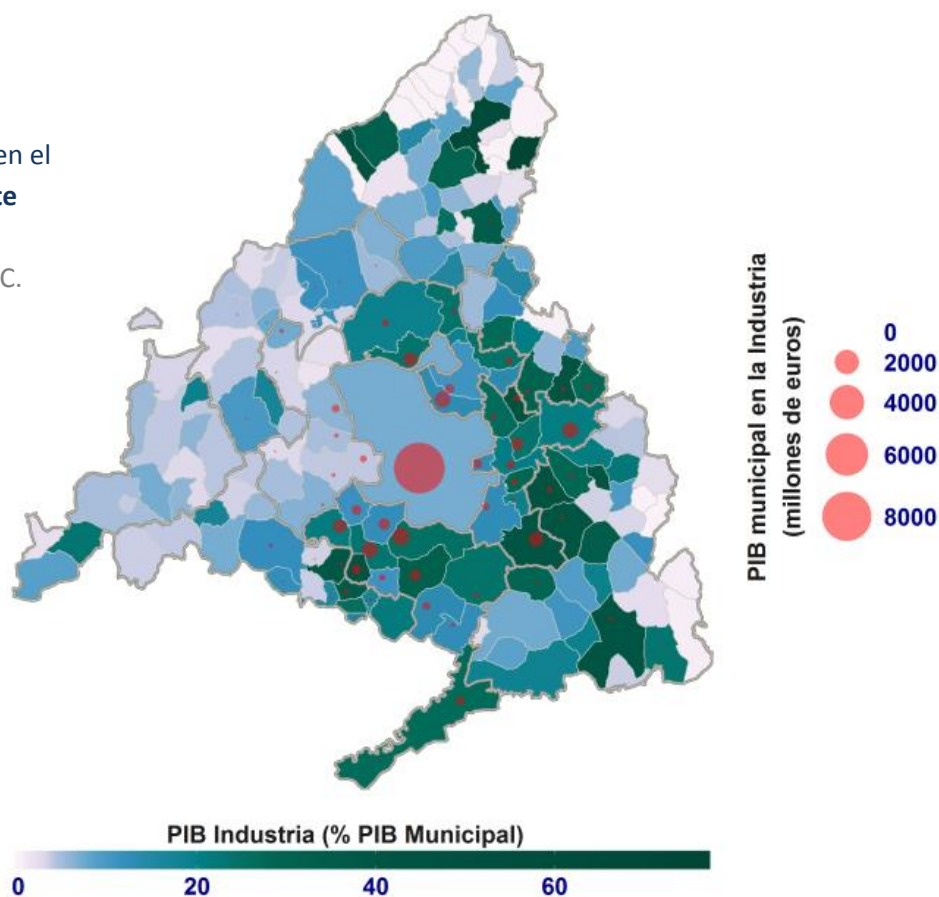 en el
te
C.
PIB municipal en la Industria
(millones de euros)
0
2000
4000
6000
8000
PIB Industria (% PIB Municipal)
0 20 40 60